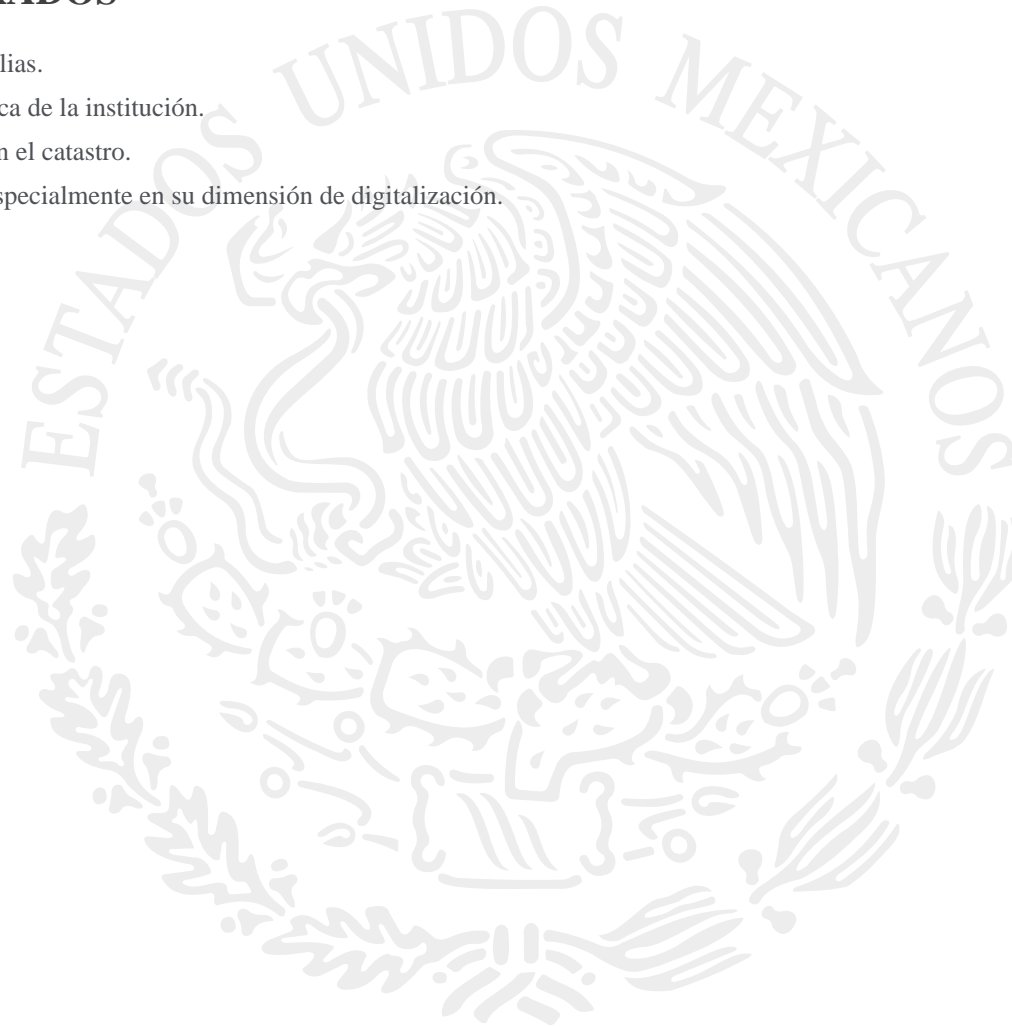 lias.
ca de la institución.
n el catastro.
specialmente en su dimensión de digitalización.
ESTADOS UNIDOS MEXICANOS